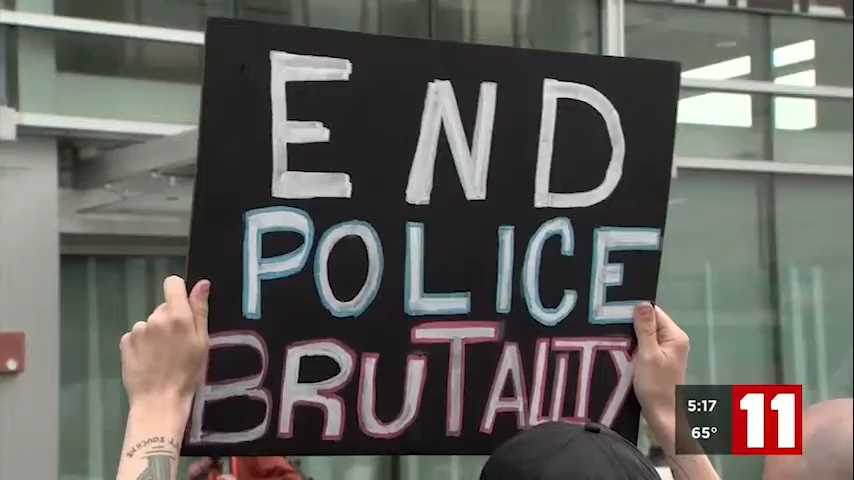 END
POLICE
BRUTALITY
5:17
65°
11